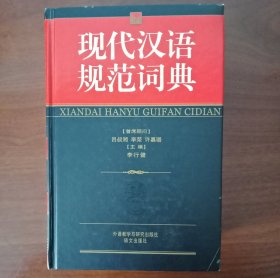 现代汉语
规范词典
XIANDAI HANYU GUIFAN CIDIAN
【首席顾问】
吕叔湘 李荣 许嘉璐
【主编】
李行健
外语教学与研究出版社
语文出版社